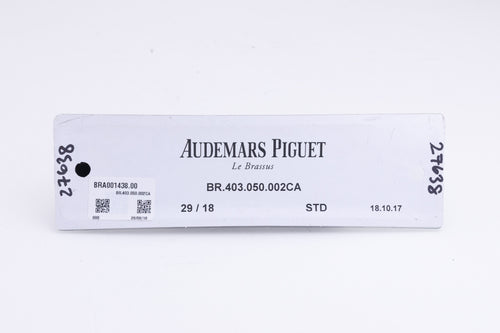 27638
AUDEMARS PIGUET
Le Brassus
BR.403.050.002CA
29 / 18 STD 18.10.17
BRA001438.00
BR.403.050.002CA
27638